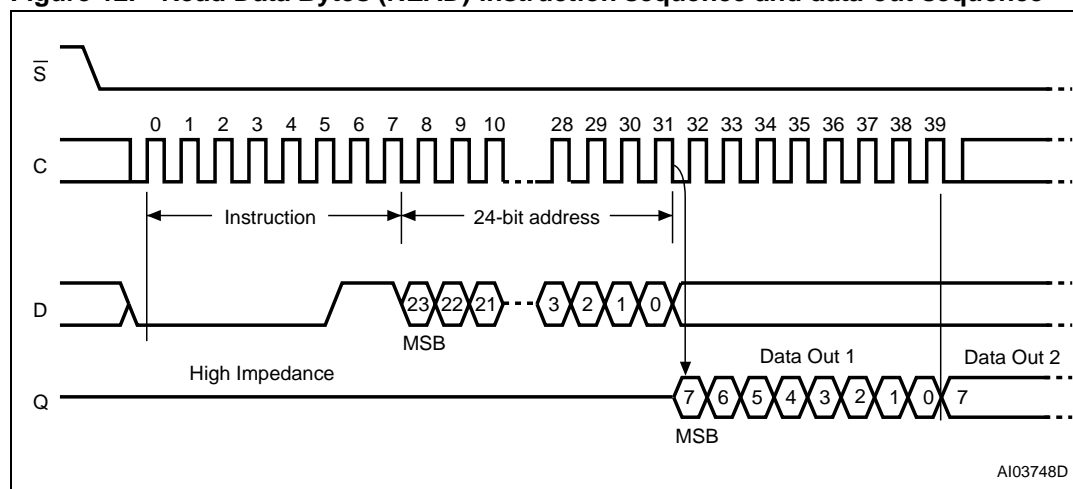 Figure 12. Read Data Bytes (READ) instruction sequence and data-out sequence
S
0 1 2 3 4 5 6 7 8 9 10 28 29 30 31 32 33 34 35 36 37 38 39
C
Instruction 24-bit address
D
23 22 21 3 2 1 0
MSB
Data Out 1 Data Out 2
High Impedance
Q
7 6 5 4 3 2 1 0 7
MSB
AI03748D